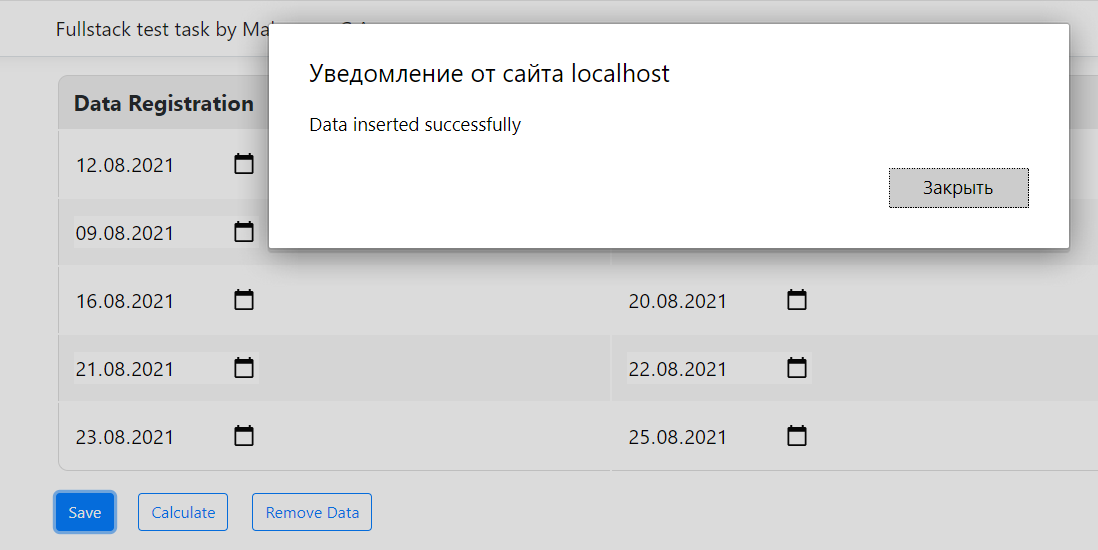 Fullstack test task by
Уведомление от сайта localhost
Data inserted successfully
Закрыть
Data Registration
12.08.2021
09.08.2021
16.08.2021 20.08.2021
21.08.2021 22.08.2021
23.08.2021 25.08.2021
Save Calculate Remove Data